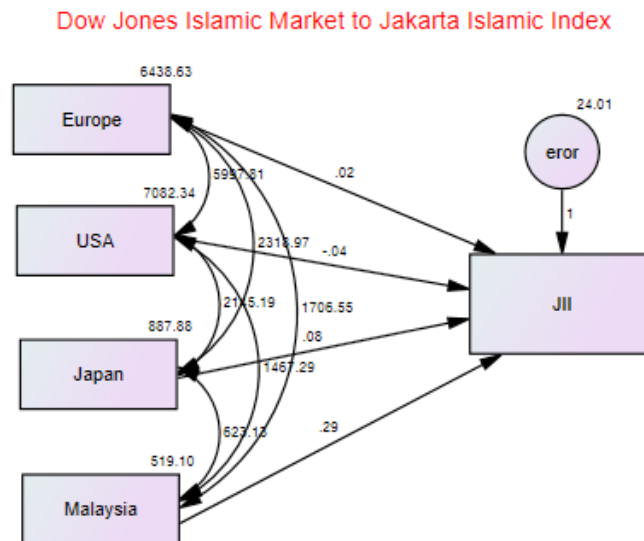 Dow Jones Islamic Market to Jakarta Islamic Index
6438.63
Europe
24.01
eror
5997.81
.02
1
7082.34
USA
2318.97
-.04
JII
2145.19
1706.55
887.88
.08
Japan
1467.29
.29
623.13
519.10
Malaysia